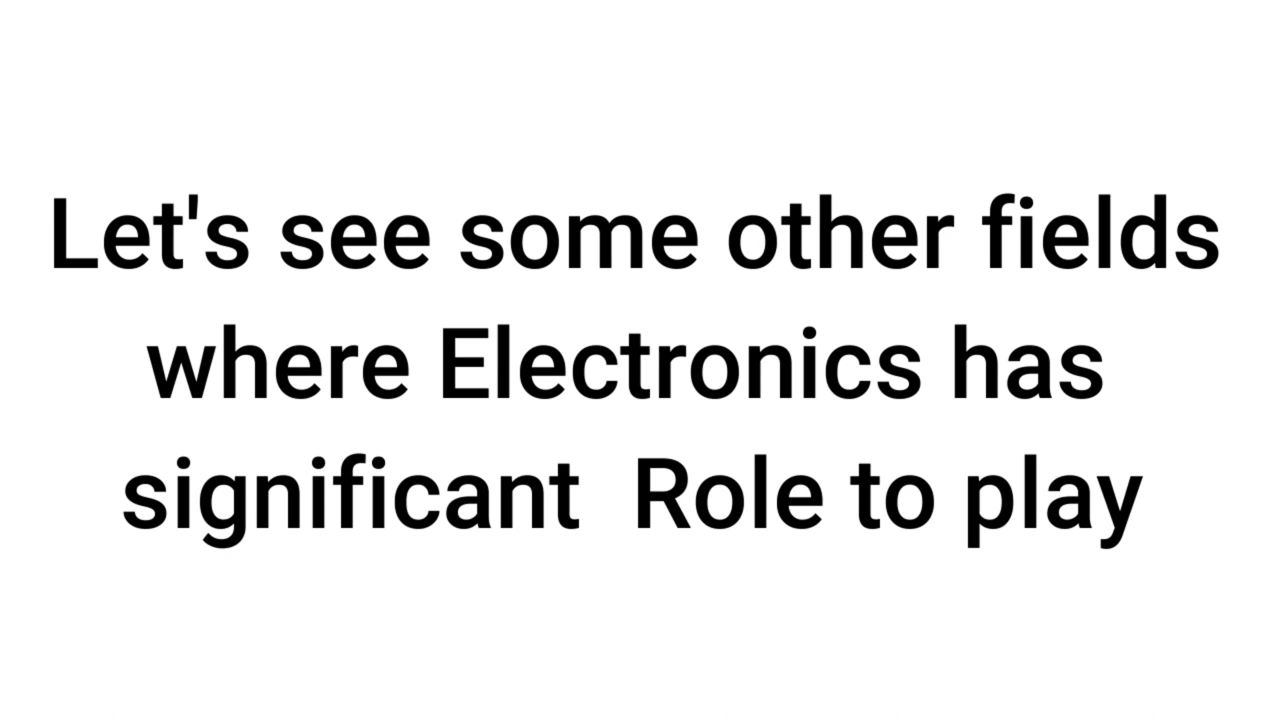 Let's see some other fields
where Electronics has
significant  Role to play